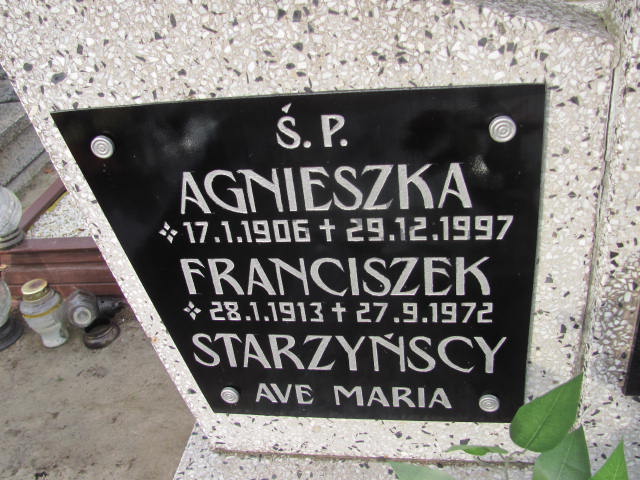 Ś. P.
AGNIESZKA
17.1.1906 + 29.12.1997
FRANCISZEK
28.1.1913 + 27.9.1972
STARZYŃSCY
AVE MARIA